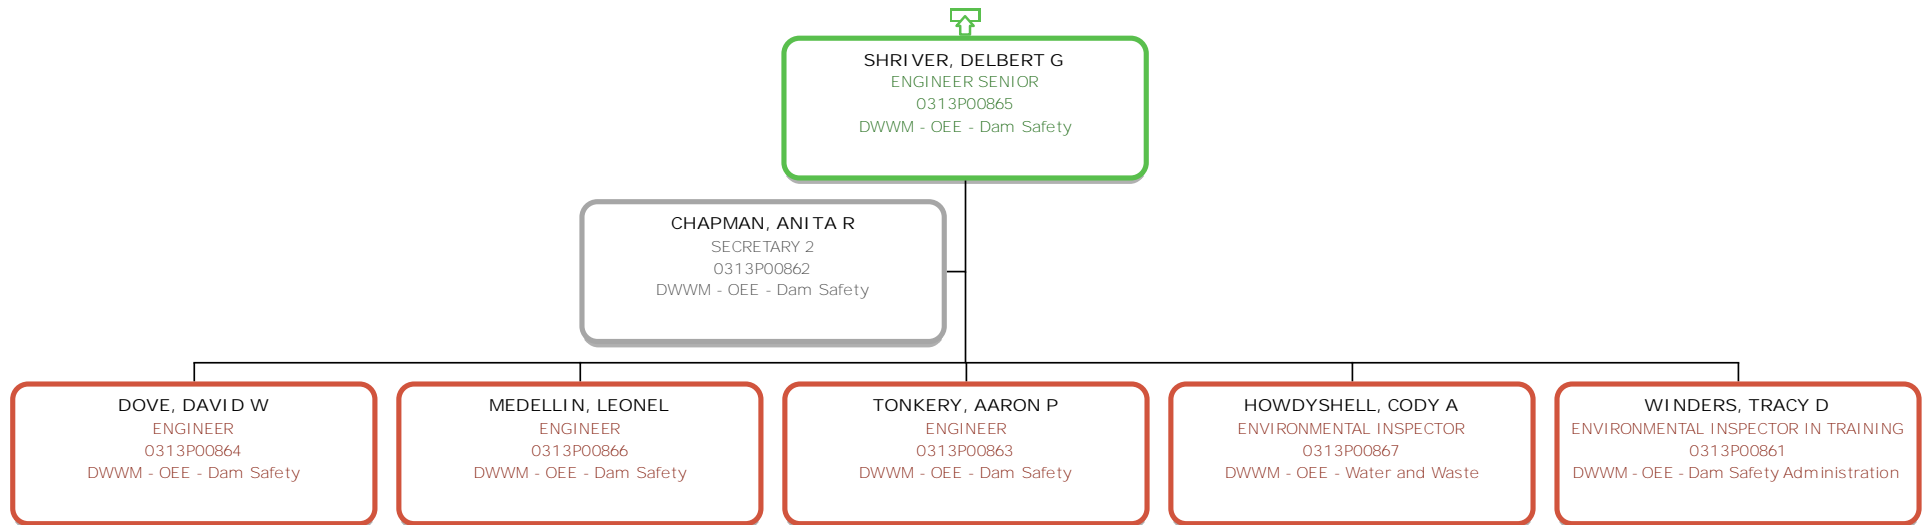 SHRIVER, DELBERT G
ENGINEER SENIOR
0313P00865
DWWM - OEE - Dam Safety
CHAPMAN, ANITA R
SECRETARY 2
0313P00862
DWWM - OEE - Dam Safety
DOVE, DAVID W
ENGINEER
0313P00864
DWWM - OEE - Dam Safety
MEDELLIN, LEONEL
ENGINEER
0313P00866
DWWM - OEE - Dam Safety
TONKERY, AARON P
ENGINEER
0313P00863
DWWM - OEE - Dam Safety
HOWDYSHELL, CODY A
ENVIRONMENTAL INSPECTOR
0313P00867
DWWM - OEE - Water and Waste
WINDERS, TRACY D
ENVIRONMENTAL INSPECTOR IN TRAINING
0313P00861
DWWM - OEE - Dam Safety Administration